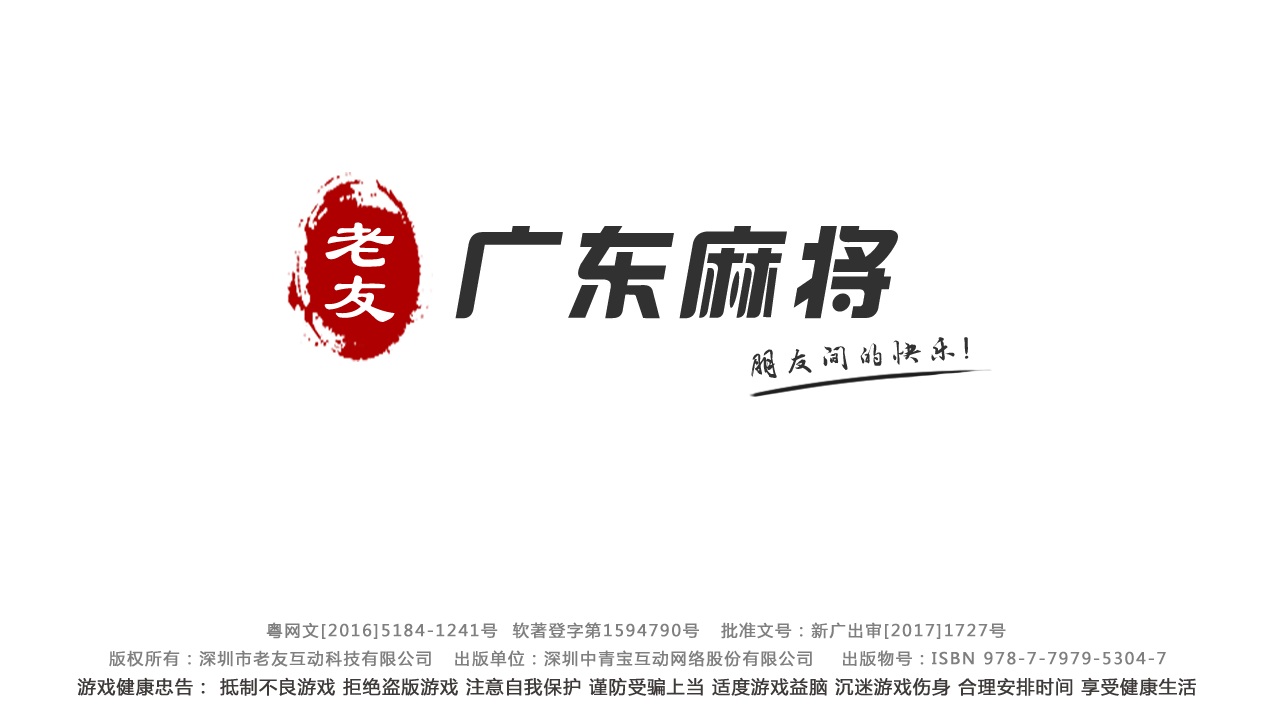 老友
广东麻将
朋友间的快乐!
粤网文[2016]5184-1241号 软著登字第1594790号 批准文号：新广出审[2017]1727号
版权所有：深圳市老友互动科技有限公司 出版单位：深圳中青宝互动网络股份有限公司 出版物号：ISBN 978-7-7979-5304-7
游戏健康忠告： 抵制不良游戏 拒绝盗版游戏 注意自我保护 谨防受骗上当 适度游戏益脑 沉迷游戏伤身 合理安排时间 享受健康生活